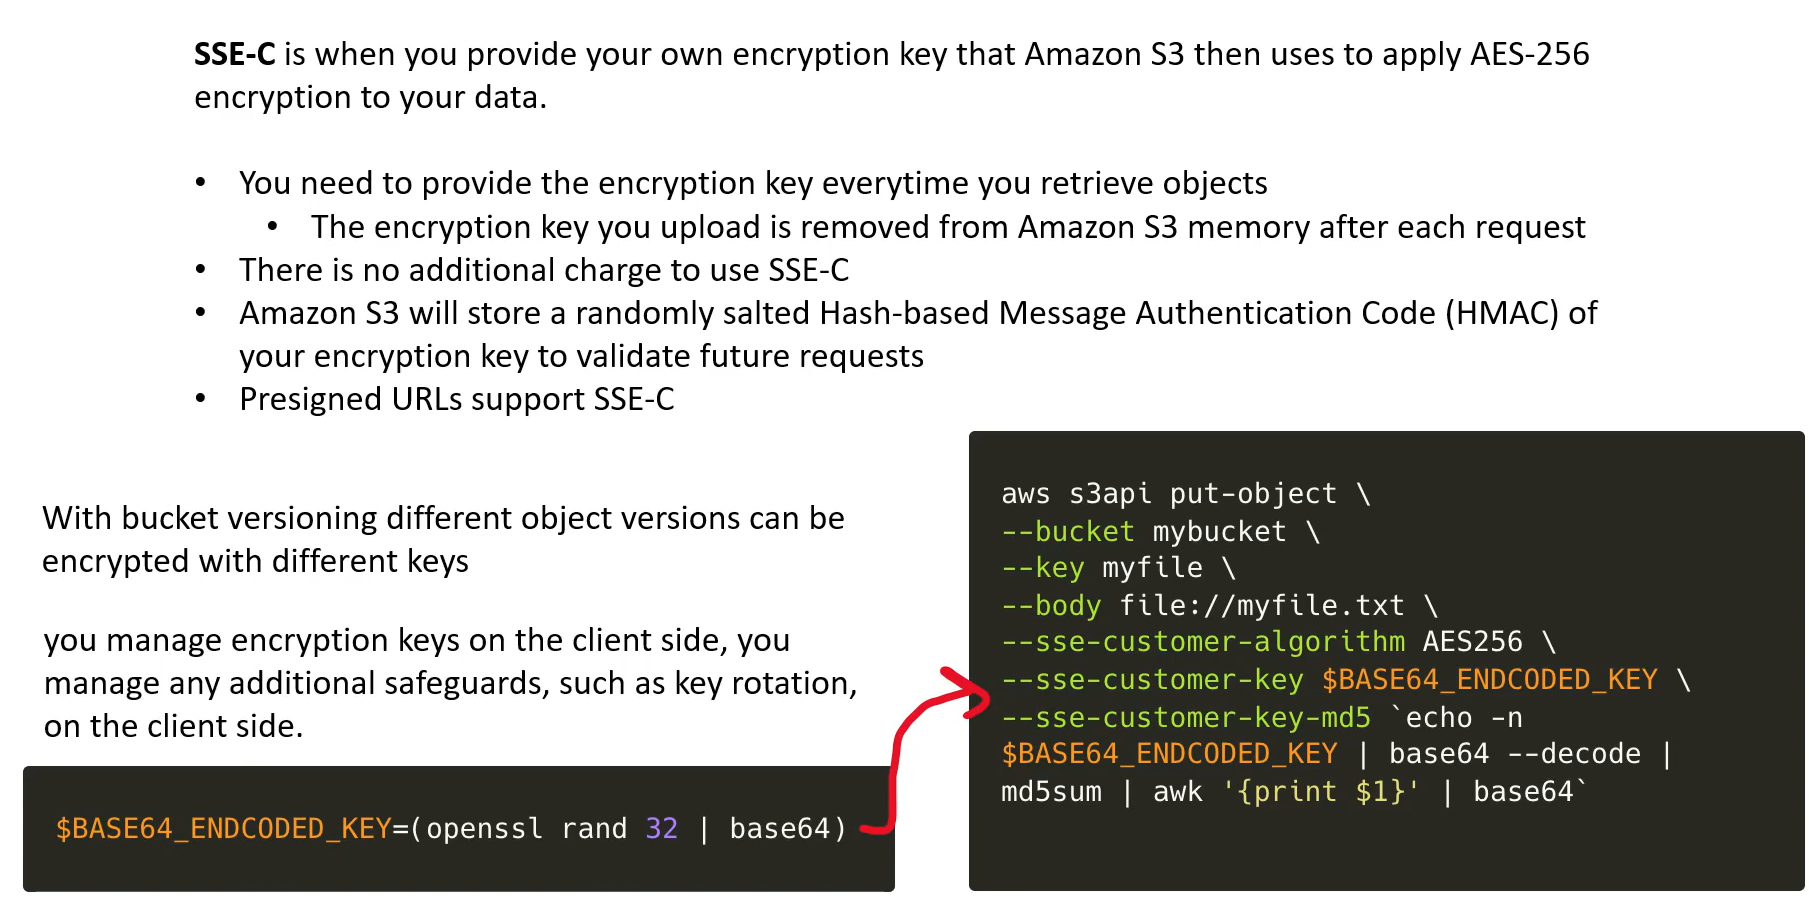 SSE-C is when you provide your own encryption key that Amazon S3 then uses to apply AES-256
encryption to your data.
• You need to provide the encryption key everytime you retrieve objects
• The encryption key you upload is removed from Amazon S3 memory after each request
• There is no additional charge to use SSE-C
• Amazon S3 will store a randomly salted Hash-based Message Authentication Code (HMAC) of
your encryption key to validate future requests
• Presigned URLs support SSE-C
With bucket versioning different object versions can be
encrypted with different keys
you manage encryption keys on the client side, you
manage any additional safeguards, such as key rotation,
on the client side.
$BASE64_ENDCODED_KEY=(openssl rand 32 | base64)
aws s3api put-object \
--bucket mybucket \
--key myfile \
--body file://myfile.txt \
--sse-customer-algorithm AES256 \
--sse-customer-key $BASE64_ENDCODED_KEY \
--sse-customer-key-md5 `echo -n
$BASE64_ENDCODED_KEY | base64 --decode |
md5sum | awk '{print $1}' | base64`